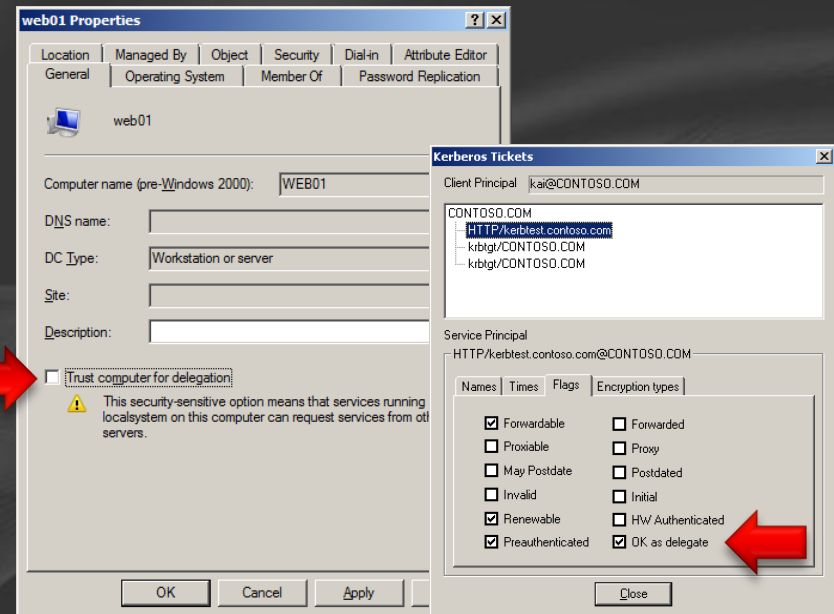 web01 Properties
Location Managed By Object Security Dial-in Attribute Editor
General Operating System Member Of Password Replication
web01
Computer name (pre-Windows 2000): WEB01
DNS name:
DC Type: Workstation or server
Site:
Description:
Trust computer for delegation
This security-sensitive option means that services running
localsystem on this computer can request services from
servers.
OK Cancel Apply
Kerberos Tickets
Client Principal kai@CONTOSO.COM
CONTOSO.COM
HTTP/kerbtest.contoso.com
krbtgt/CONTOSO.COM
krbtgt/CONTOSO.COM
Service Principal
HTTP/kerbtest.contoso.com@CONTOSO.COM
Names Times Flags Encryption types
Forwardable Forwarded
Proxiable Proxy
May Postdate Postdated
Invalid Initial
Renewable HW Authenticated
Preauthenticated OK as delegate
Close